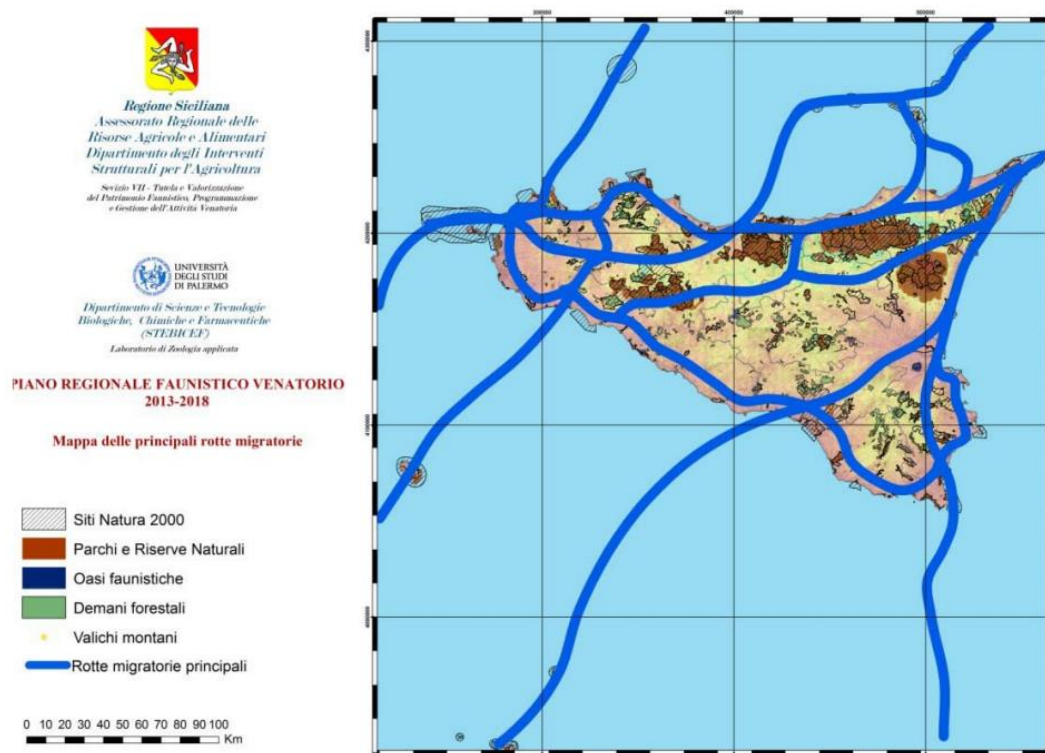 Regione Siciliana
Assessorato Regionale delle
Risorse Agricole e Alimentari
Dipartimento degli Interventi
Strutturali per l'Agricoltura
Sevizio VII - Tutela e Valorizzazione
del Patrimonio Faunistico, Programmazione
e Gestione dell'Attività Venatoria
UNIVERSITÀ
DEGLI STUDI
DI PALERMO
Dipartimento di Scienze e Tecnologie
Biologiche, Chimiche e Farmaceutiche
(STEBICEF)
Laboratorio di Zoologia applicata
PIANO REGIONALE FAUNISTICO VENATORIO
2013-2018
Mappa delle principali rotte migratorie
Siti Natura 2000
Parchi e Riserve Naturali
Oasi faunistiche
Demani forestali
Valichi montani
Rotte migratorie principali
0 10 20 30 40 50 60 70 80 90 100
Km